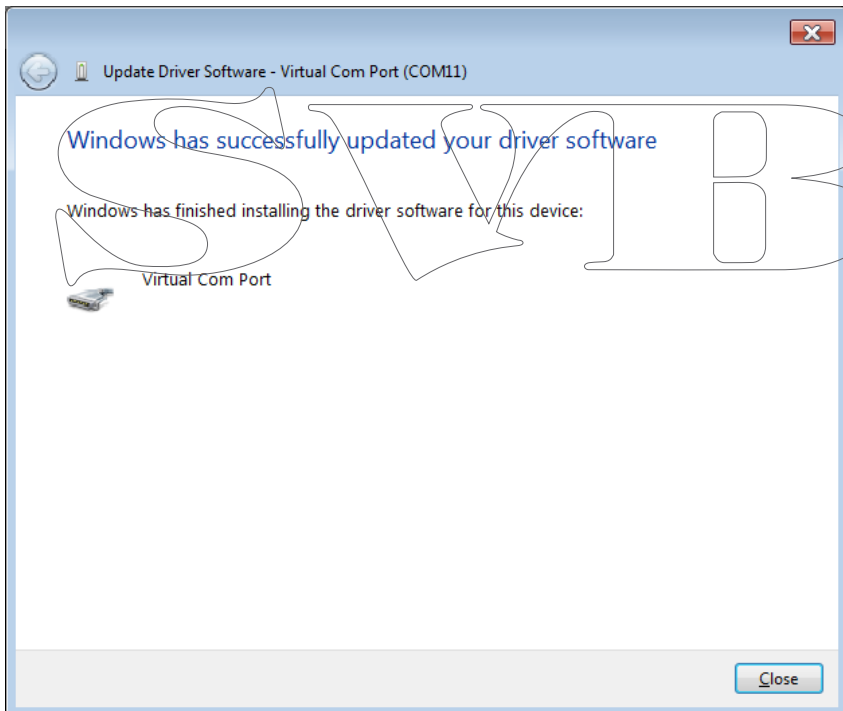 Update Driver Software - Virtual Com Port (COM11)
Windows has successfully updated your driver software
Windows has finished installing the driver software for this device:
Virtual Com Port
Close
SVB